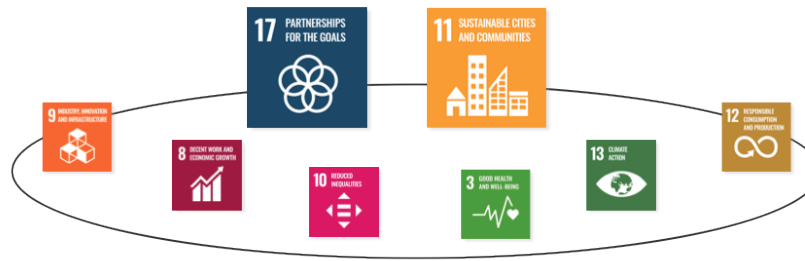 17 PARTNERSHIPS
FOR THE GOALS
11 SUSTAINABLE CITIES
AND COMMUNITIES
9 INDUSTRY, INNOVATION
AND INFRASTRUCTURE
12 RESPONSIBLE
CONSUMPTION
AND PRODUCTION
8 DECENT WORK AND
ECONOMIC GROWTH
13 CLIMATE
ACTION
10 REDUCED
INEQUALITIES
3 GOOD HEALTH
AND WELL-BEING